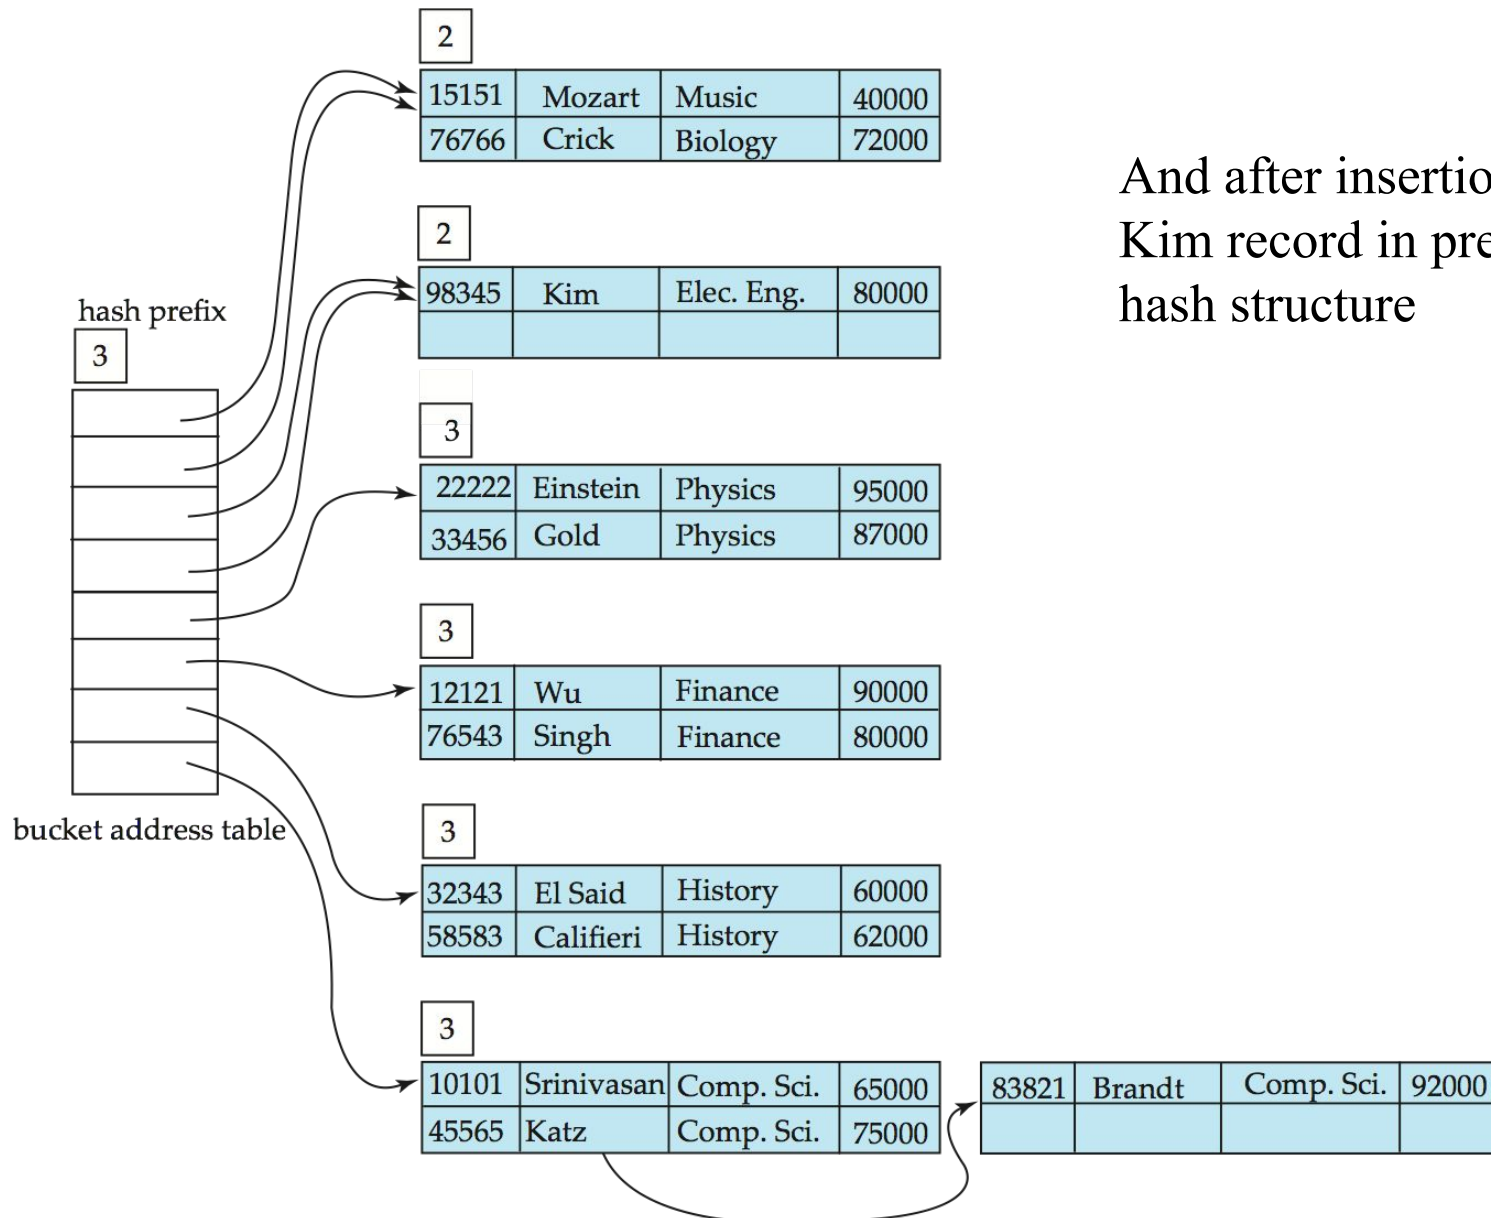 2
15151 Mozart Music 40000
76766 Crick Biology 72000
And after insertio
Kim record in pre
hash structure
2
98345 Kim Elec. Eng. 80000
hash prefix
3
3
22222 Einstein Physics 95000
33456 Gold Physics 87000
3
12121 Wu Finance 90000
76543 Singh Finance 80000
bucket address table
3
32343 El Said History 60000
58583 Califieri History 62000
3
10101 Srinivasan Comp. Sci. 65000
45565 Katz Comp. Sci. 75000
83821 Brandt Comp. Sci. 92000